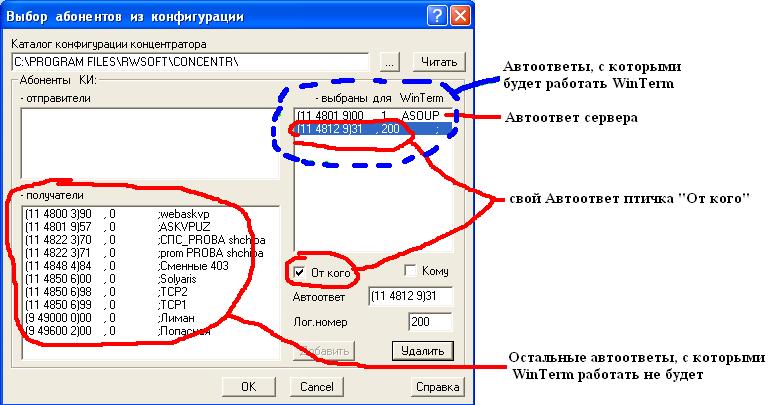 Выбор абонентов из конфигурации
Каталог конфигурации концентратора
C:\PROGRAM FILES\RWSOFT\CONCENTR\
...
Читать
Абоненты КИ:
- отправители
- выбраны для WinTerm
(11 4801 9)00 , 1 ASOUP
(11 4812 9)31 , 200 ;
- получатели
(11 4800 3)90 , 0 ;webaskvp
(11 4801 9)57 , 0 ;ASKVPUZ
(11 4822 3)70 , 0 ;СПС_PROBA shchipa
(11 4822 3)71 , 0 ;prom PROBA shchipa
(11 4848 4)84 , 0 ;Сменные 403
(11 4850 6)00 , 0 ;Solyaris
(11 4850 6)98 , 0 ;TCP2
(11 4850 6)99 , 0 ;TCP1
(9 49600 0)00 , 0 ;Лиман
(9 49600 2)00 , 0 ;Попасная
От кого
Кому
Автоответ
(11 4812 9)31
Лог.номер
200
Добавить
Удалить
OK
Cancel
Справка
Автоответы, с которыми
будет работать WinTerm
Автоответ сервера
свой Автоответ птичка "От кого"
Остальные автоответы, с которыми
WinTerm работать не будет